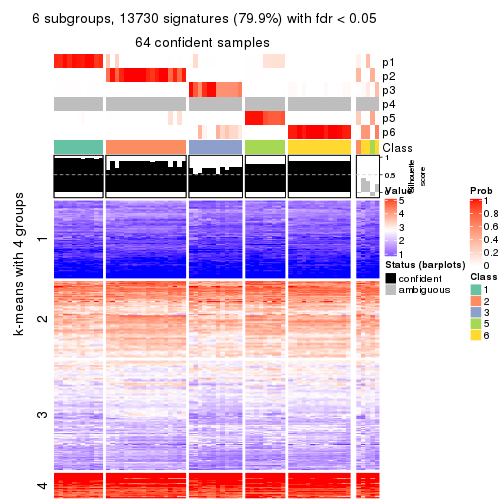 6 subgroups, 13730 signatures (79.9%) with fdr < 0.05
64 confident samples
p1
p2
p3
p4
p5
p6
Class
1
0.5
0
Silhouette
score
k-means with 4 groups
1
2
3
4
Value
5
4
3
2
1
Prob
1
0.8
0.6
0.4
0.2
0
Status (barplots)
confident
ambiguous
Class
1
2
3
5
6